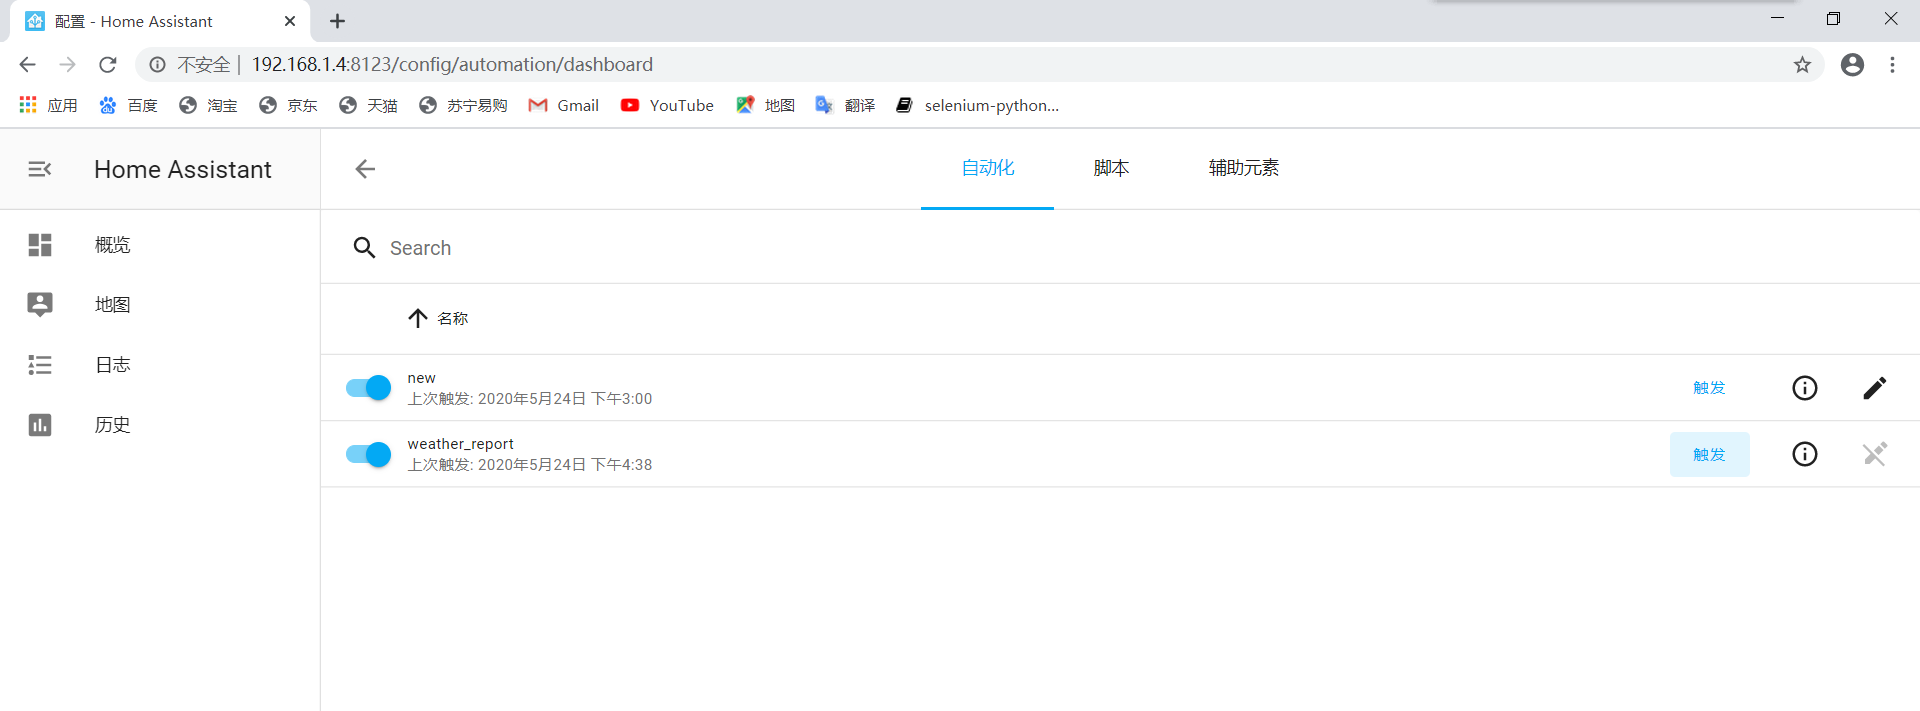 配置 - Home Assistant
不安全 | 192.168.1.4:8123/config/automation/dashboard
应用 百度 淘宝 京东 天猫 苏宁易购 Gmail YouTube 地图 翻译 selenium-python...
Home Assistant
自动化 脚本 辅助元素
概览
地图
日志
历史
Search
名称
new
上次触发: 2020年5月24日 下午3:00
触发
weather_report
上次触发: 2020年5月24日 下午4:38
触发